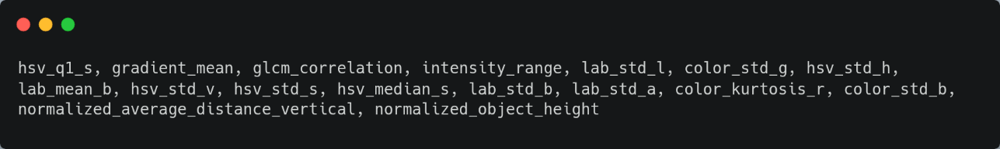 hsv_q1_s, gradient_mean, glcm_correlation, intensity_range, lab_std_l, color_std_g, hsv_std_h,
lab_mean_b, hsv_std_v, hsv_std_s, hsv_median_s, lab_std_b, lab_std_a, color_kurtosis_r, color_std_b,
normalized_average_distance_vertical, normalized_object_height